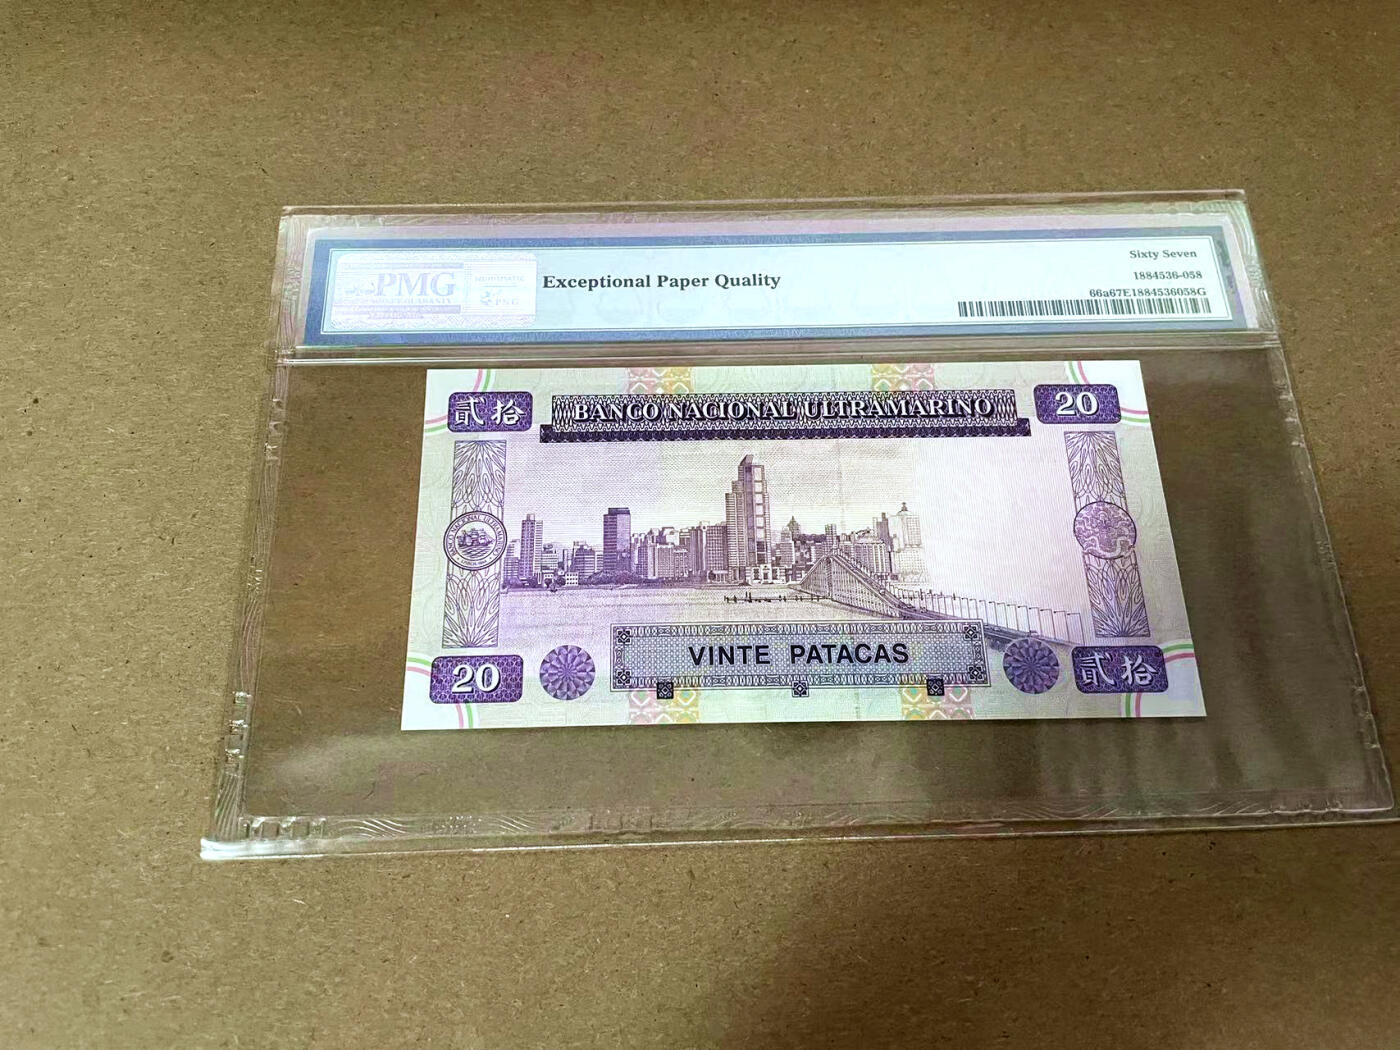 PMG
Exceptional Paper Quality
Sixty Seven
1884536-058
66a67E1884536058G
貳拾
BANCO NACIONAL ULTRAMARINO
20
VINTE PATACAS
20
貳拾